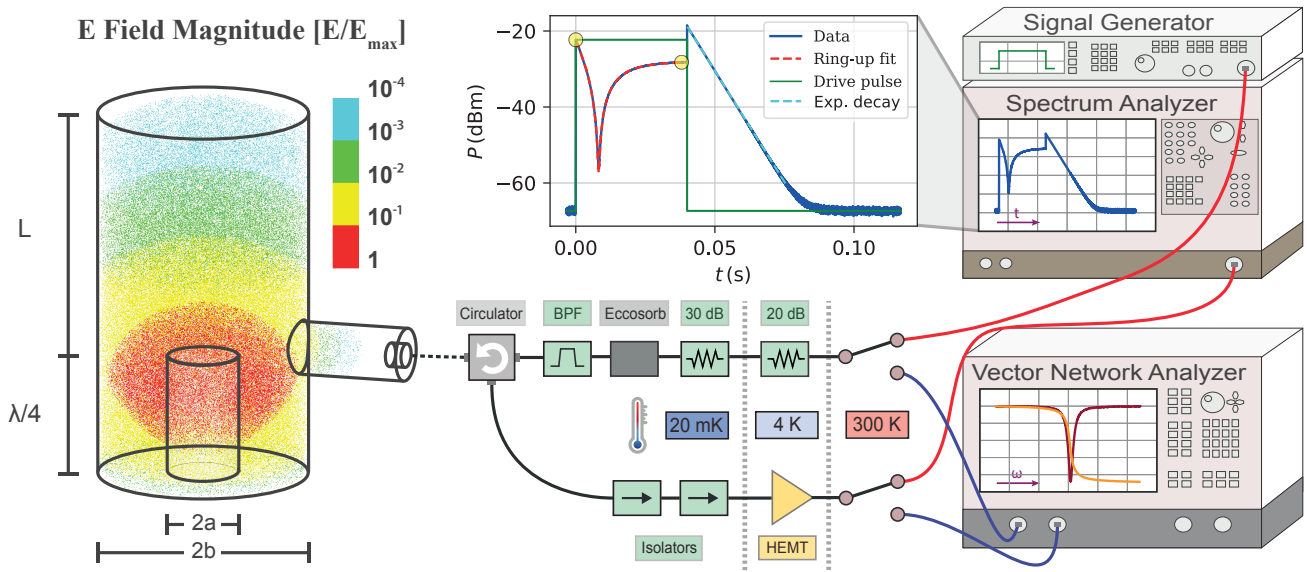 E Field Magnitude [E/Emax]
10-4
10-3
10-2
10-1
1
L
λ/4
2a
2b
P (dBm)
−20
−40
−60
0.00
0.05
0.10
t (s)
Data
Ring-up fit
Drive pulse
Exp. decay
Signal Generator
Spectrum Analyzer
t
Circulator
BPF
Eccosorb
30 dB
20 dB
20 mK
4 K
300 K
Isolators
HEMT
Vector Network Analyzer
ω